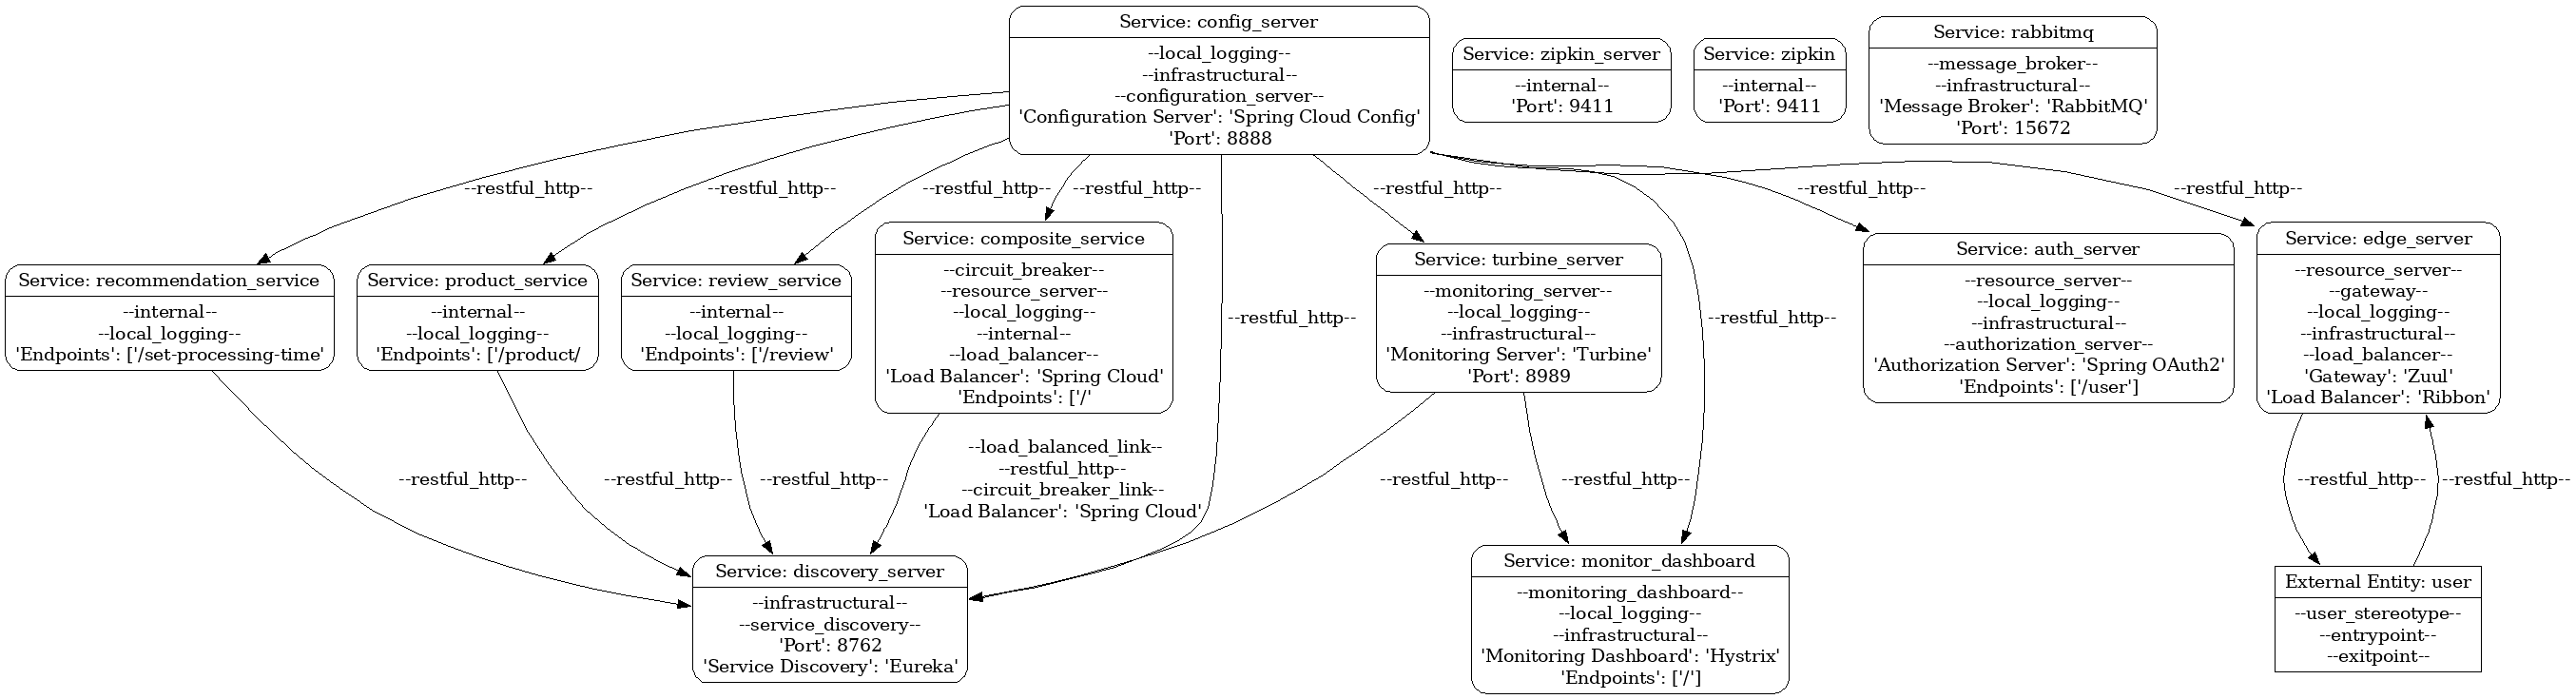 Service: config_server
--local_logging--
--infrastructural--
--configuration_server--
'Configuration Server': 'Spring Cloud Config'
'Port': 8888
Service: zipkin_server
--internal--
'Port': 9411
Service: zipkin
--internal--
'Port': 9411
Service: rabbitmq
--message_broker--
--infrastructural--
'Message Broker': 'RabbitMQ'
'Port': 15672
--restful_http--
--restful_http--
--restful_http--
--restful_http--
--restful_http--
--restful_http--
--restful_http--
Service: recommendation_service
--internal--
--local_logging--
'Endpoints': ['/set-processing-time'
Service: product_service
--internal--
--local_logging--
'Endpoints': ['/product/
Service: review_service
--internal--
--local_logging--
'Endpoints': ['/review'
Service: composite_service
--circuit_breaker--
--resource_server--
--local_logging--
--internal--
--load_balancer--
'Load Balancer': 'Spring Cloud'
'Endpoints': ['/'
--restful_http--
Service: turbine_server
--monitoring_server--
--local_logging--
--infrastructural--
'Monitoring Server': 'Turbine'
'Port': 8989
--restful_http--
Service: auth_server
--resource_server--
--local_logging--
--infrastructural--
--authorization_server--
'Authorization Server': 'Spring OAuth2'
'Endpoints': ['/user']
Service: edge_server
--resource_server--
--gateway--
--local_logging--
--infrastructural--
--load_balancer--
'Gateway': 'Zuul'
'Load Balancer': 'Ribbon'
--restful_http--
--restful_http--
--restful_http--
--load_balanced_link--
--restful_http--
--circuit_breaker_link--
'Load Balancer': 'Spring Cloud'
--restful_http--
--restful_http--
--restful_http--
--restful_http--
Service: discovery_server
--infrastructural--
--service_discovery--
'Port': 8762
'Service Discovery': 'Eureka'
Service: monitor_dashboard
--monitoring_dashboard--
--local_logging--
--infrastructural--
'Monitoring Dashboard': 'Hystrix'
'Endpoints': ['/']
External Entity: user
--user_stereotype--
--entrypoint--
--exitpoint--